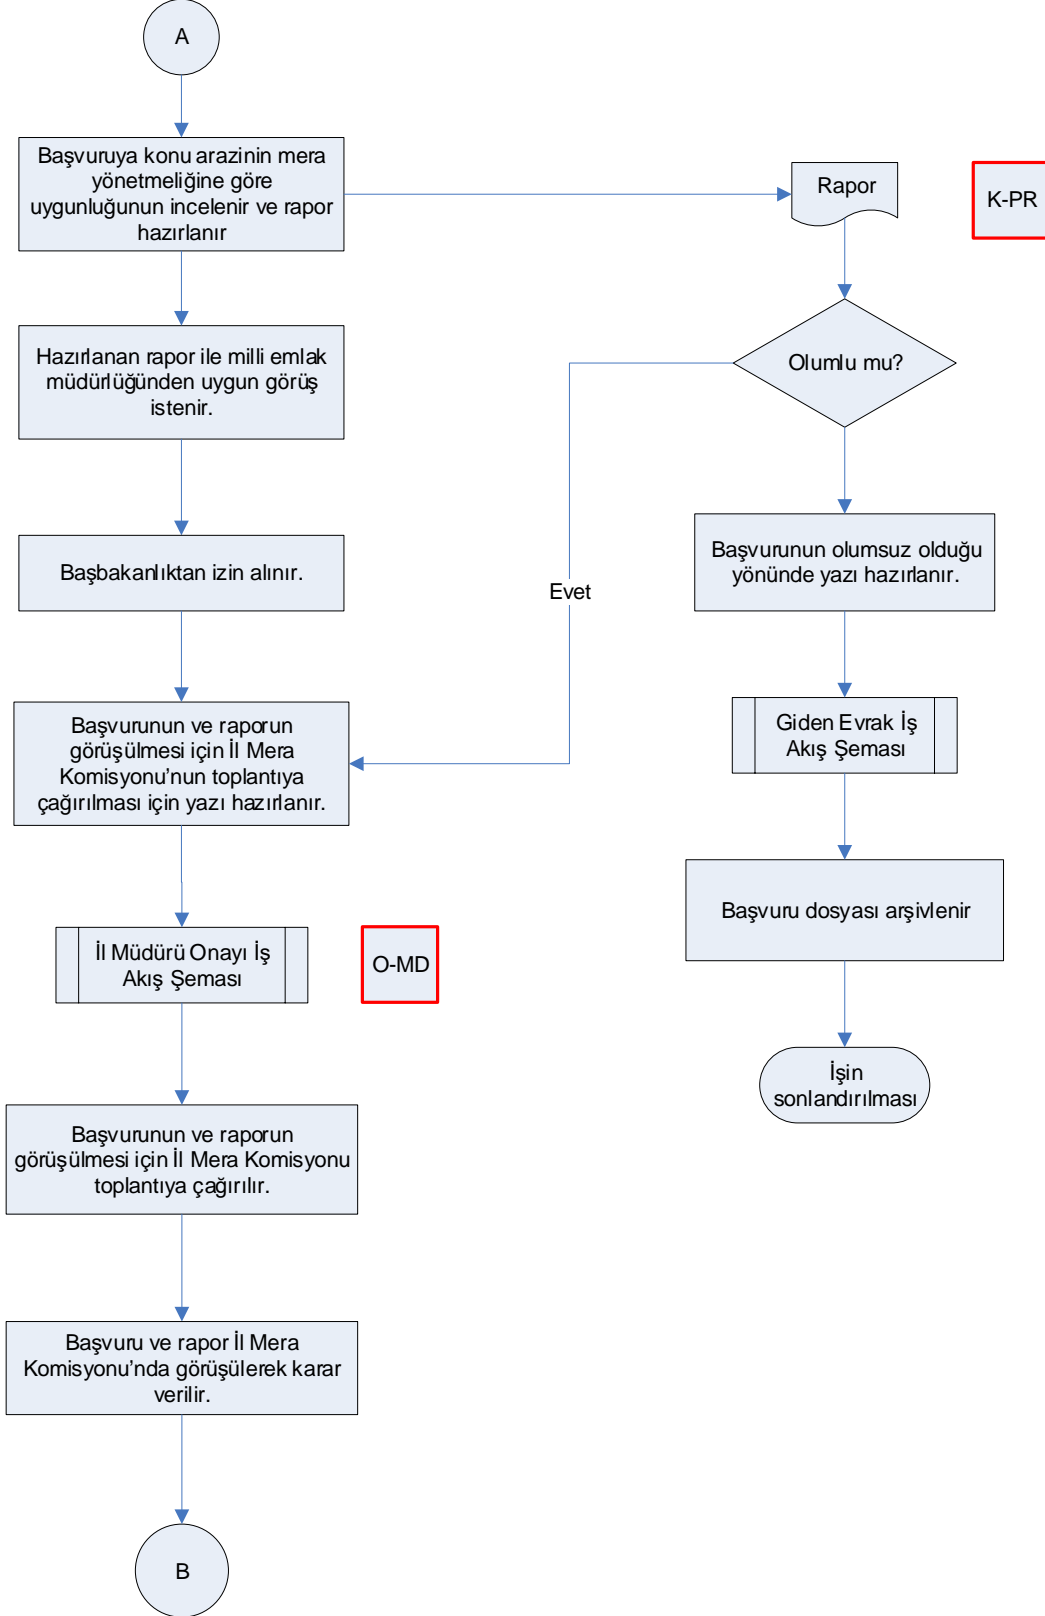 A
Başvuruya konu arazinin mera
yönetmeliğine göre
uygunluğunun incelenir ve rapor
hazırlanır
Rapor
K-PR
Hazırlanan rapor ile milli emlak
müdürlüğünden uygun görüş
istenir.
Olumlu mu?
Başvurunun olumsuz olduğu
yönünde yazı hazırlanır.
Başbakanlıktan izin alınır.
Evet
Başvurunun ve raporun
görüşülmesi için İl Mera
Komisyonu’nun toplantıya
çağırılması için yazı hazırlanır.
Giden Evrak İş
Akış Şeması
Başvuru dosyası arşivlenir
İl Müdürü Onayı İş
Akış Şeması
O-MD
İşin
sonlandırılması
Başvurunun ve raporun
görüşülmesi için İl Mera Komisyonu
toplantıya çağırılır.
Başvuru ve rapor İl Mera
Komisyonu’nda görüşülerek karar
verilir.
B